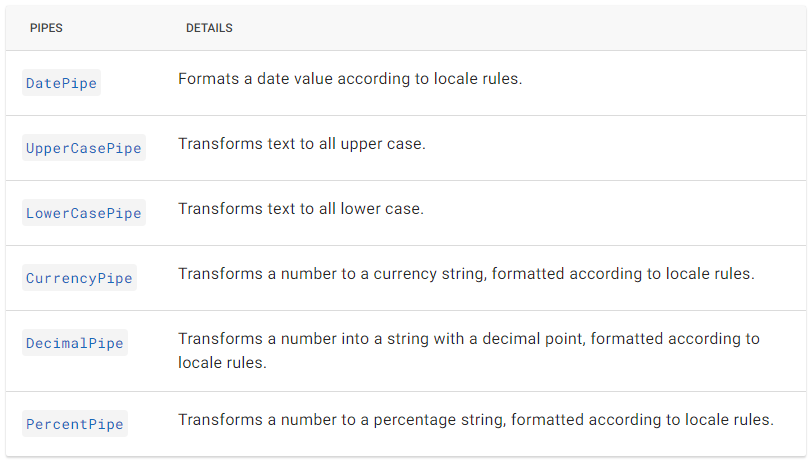 PIPES DETAILS
DatePipe Formats a date value according to locale rules.
UpperCasePipe Transforms text to all upper case.
LowerCasePipe Transforms text to all lower case.
CurrencyPipe Transforms a number to a currency string, formatted according to locale rules.
DecimalPipe Transforms a number into a string with a decimal point, formatted according to
locale rules.
PercentPipe Transforms a number to a percentage string, formatted according to locale rules.